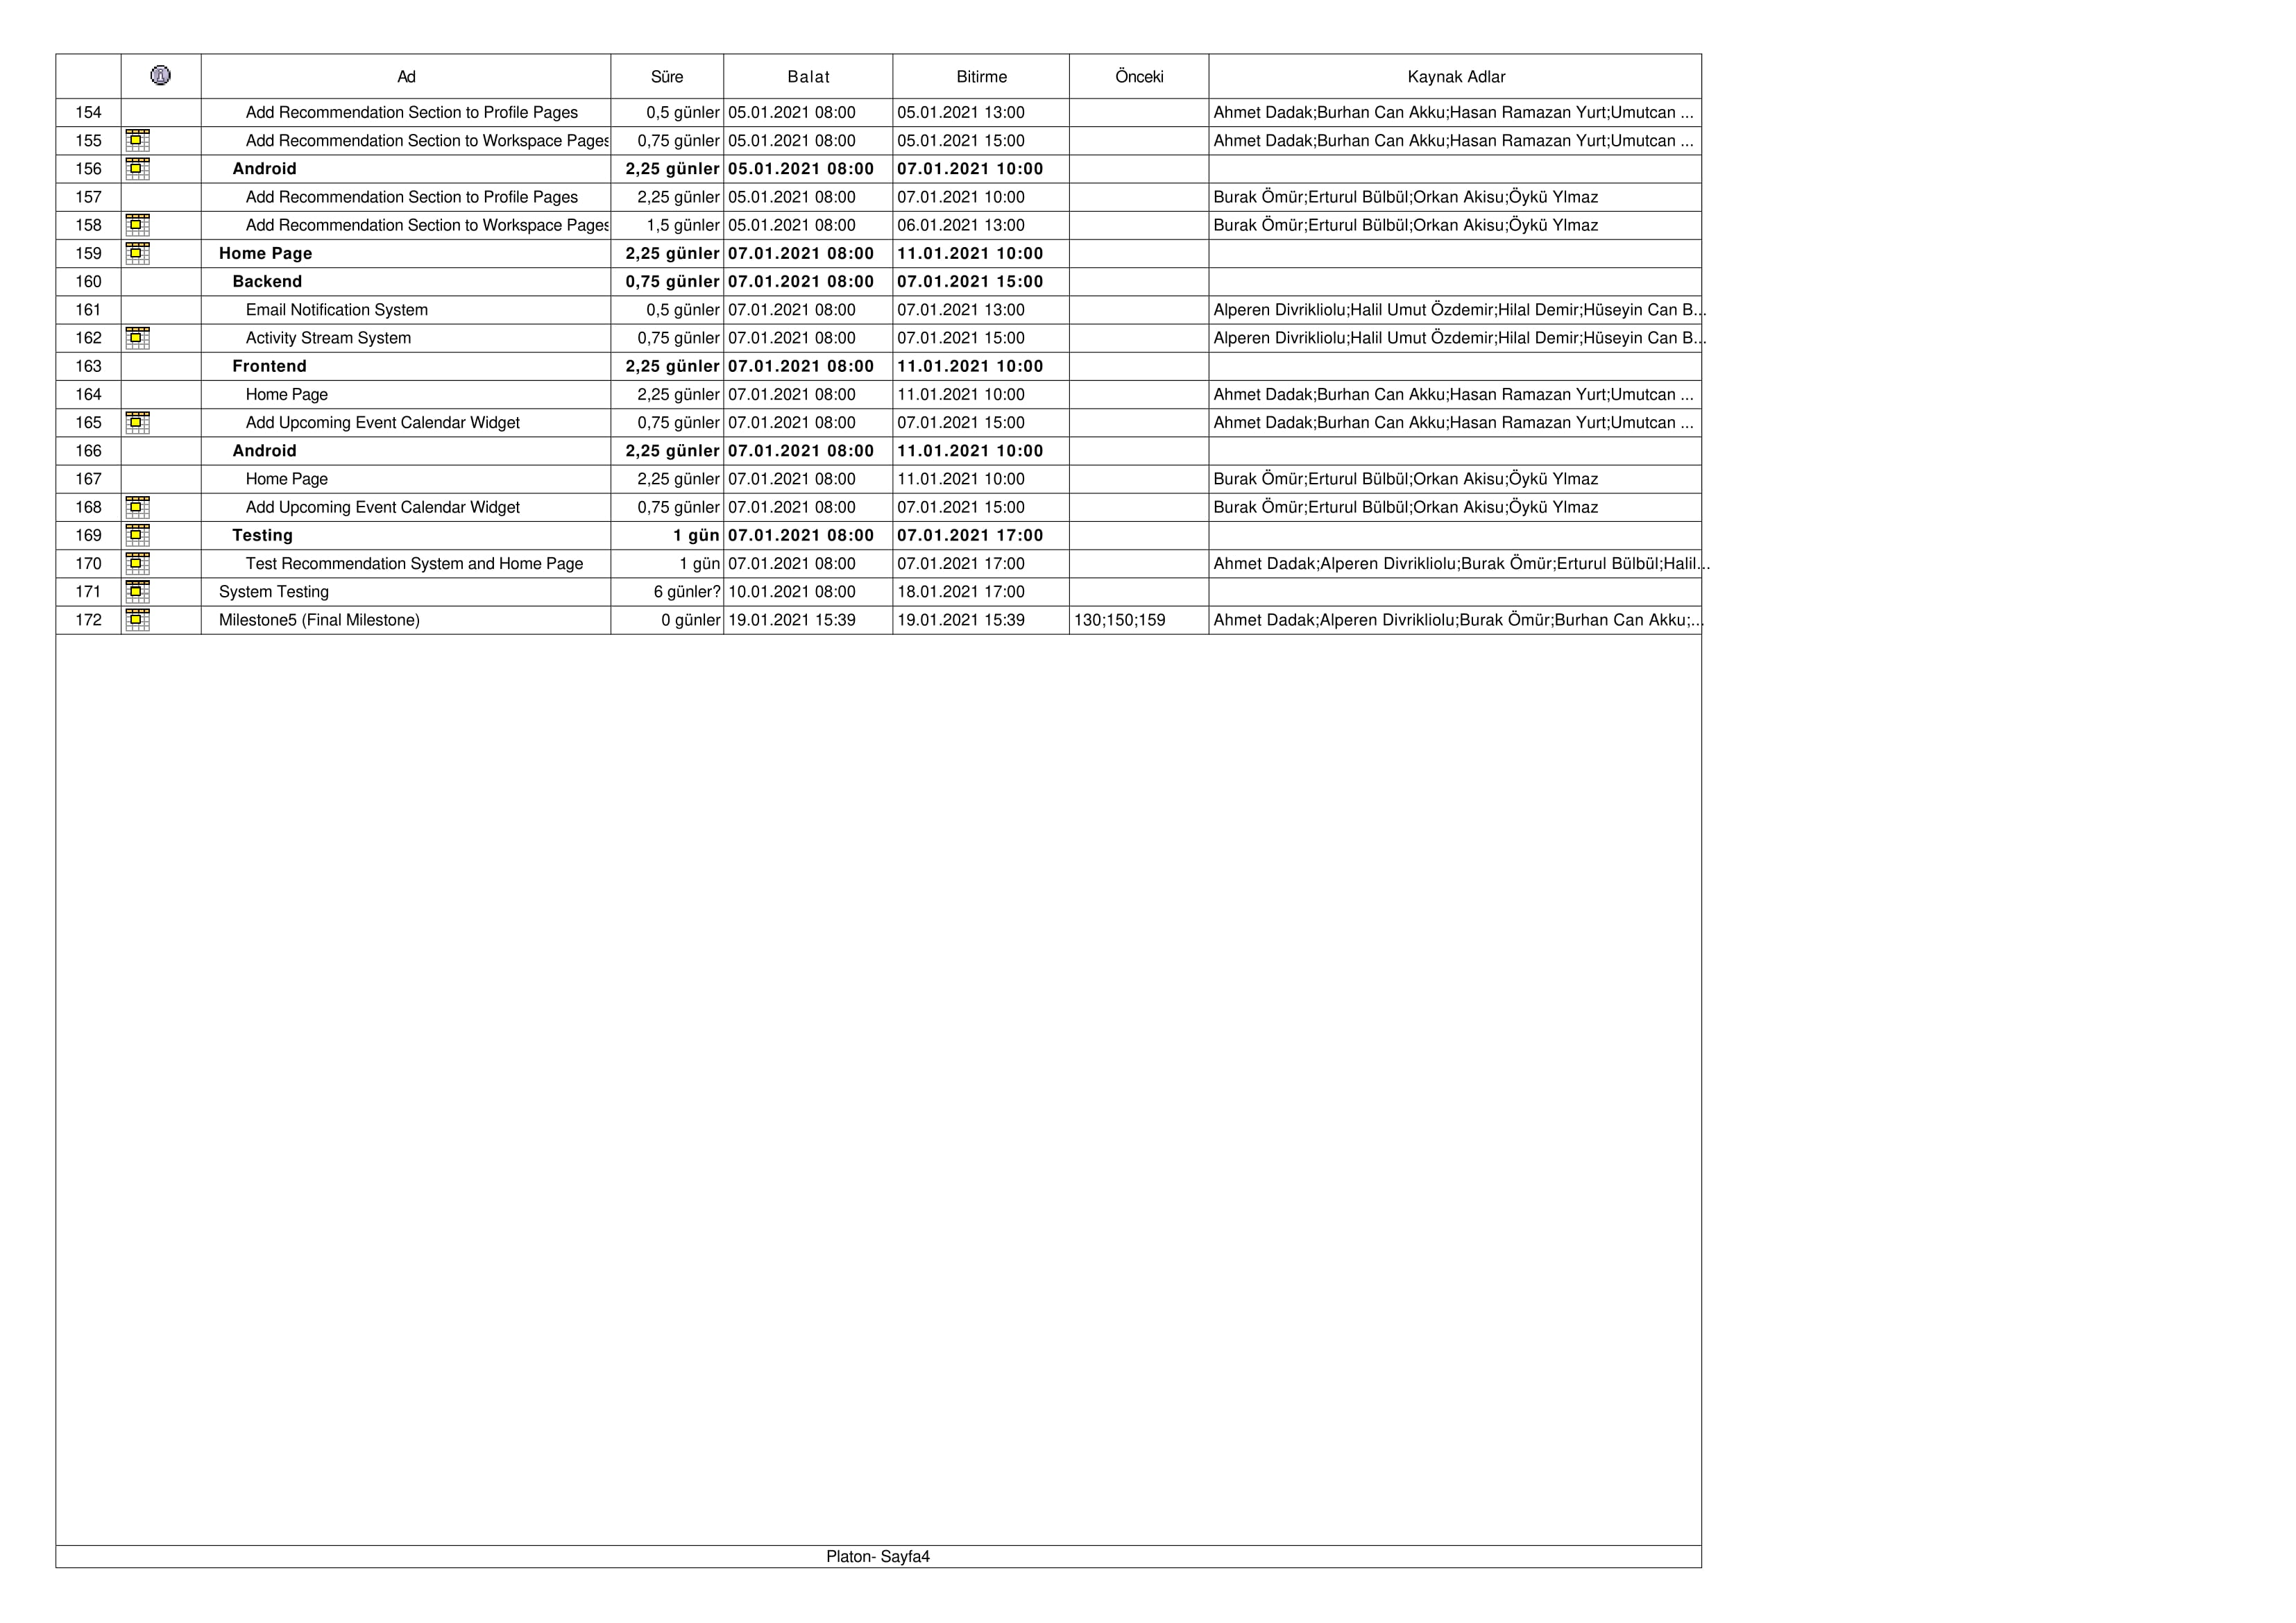 Ad Süre Balat Bitirme Önceki Kaynak Adlar
154 Add Recommendation Section to Profile Pages 0,5 günler 05.01.2021 08:00 05.01.2021 13:00 Ahmet Dadak;Burhan Can Akku;Hasan Ramazan Yurt;Umutcan ...
155 Add Recommendation Section to Workspace Pages 0,75 günler 05.01.2021 08:00 05.01.2021 15:00 Ahmet Dadak;Burhan Can Akku;Hasan Ramazan Yurt;Umutcan ...
156 Android 2,25 günler 05.01.2021 08:00 07.01.2021 10:00
157 Add Recommendation Section to Profile Pages 2,25 günler 05.01.2021 08:00 07.01.2021 10:00 Burak Ömür;Erturul Bülbül;Orkan Akisu;Öykü Ylmaz
158 Add Recommendation Section to Workspace Pages 1,5 günler 05.01.2021 08:00 06.01.2021 13:00 Burak Ömür;Erturul Bülbül;Orkan Akisu;Öykü Ylmaz
159 Home Page 2,25 günler 07.01.2021 08:00 11.01.2021 10:00
160 Backend 0,75 günler 07.01.2021 08:00 07.01.2021 15:00
161 Email Notification System 0,5 günler 07.01.2021 08:00 07.01.2021 13:00 Alperen Divrikliolu;Halil Umut Özdemir;Hilal Demir;Hüseyin Can B...
162 Activity Stream System 0,75 günler 07.01.2021 08:00 07.01.2021 15:00 Alperen Divrikliolu;Halil Umut Özdemir;Hilal Demir;Hüseyin Can B...
163 Frontend 2,25 günler 07.01.2021 08:00 11.01.2021 10:00
164 Home Page 2,25 günler 07.01.2021 08:00 11.01.2021 10:00 Ahmet Dadak;Burhan Can Akku;Hasan Ramazan Yurt;Umutcan ...
165 Add Upcoming Event Calendar Widget 0,75 günler 07.01.2021 08:00 07.01.2021 15:00 Ahmet Dadak;Burhan Can Akku;Hasan Ramazan Yurt;Umutcan ...
166 Android 2,25 günler 07.01.2021 08:00 11.01.2021 10:00
167 Home Page 2,25 günler 07.01.2021 08:00 11.01.2021 10:00 Burak Ömür;Erturul Bülbül;Orkan Akisu;Öykü Ylmaz
168 Add Upcoming Event Calendar Widget 0,75 günler 07.01.2021 08:00 07.01.2021 15:00 Burak Ömür;Erturul Bülbül;Orkan Akisu;Öykü Ylmaz
169 Testing 1 gün 07.01.2021 08:00 07.01.2021 17:00
170 Test Recommendation System and Home Page 1 gün 07.01.2021 08:00 07.01.2021 17:00 Ahmet Dadak;Alperen Divrikliolu;Burak Ömür;Erturul Bülbül;Halil...
171 System Testing 6 günler? 10.01.2021 08:00 18.01.2021 17:00
172 Milestone5 (Final Milestone) 0 günler 19.01.2021 15:39 19.01.2021 15:39 130;150;159 Ahmet Dadak;Alperen Divrikliolu;Burak Ömür;Burhan Can Akku;...
Platon- Sayfa4